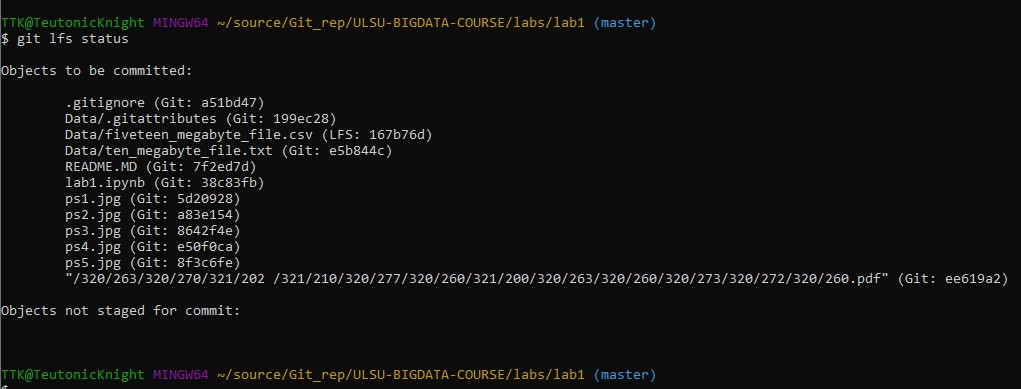 TTK@TeutonicKnight MINGW64 ~/source/Git_rep/ULSU-BIGDATA-COURSE/labs/lab1 (master)
$ git lfs status
Objects to be committed:
.gitignore (Git: a51bd47)
Data/.gitattributes (Git: 199ec28)
Data/fiveteen_megabyte_file.csv (LFS: 167b76d)
Data/ten_megabyte_file.txt (Git: e5b844c)
README.MD (Git: 7f2ed7d)
lab1.ipynb (Git: 38c83fb)
ps1.jpg (Git: 5d20928)
ps2.jpg (Git: a83e154)
ps3.jpg (Git: 8642f4e)
ps4.jpg (Git: e50f0ca)
ps5.jpg (Git: 8f3c6fe)
"/320/263/320/270/321/202 /321/210/320/277/320/260/321/200/320/263/320/260/320/273/320/272/320/260.pdf" (Git: ee619a2)
Objects not staged for commit:
TTK@TeutonicKnight MINGW64 ~/source/Git_rep/ULSU-BIGDATA-COURSE/labs/lab1 (master)
$